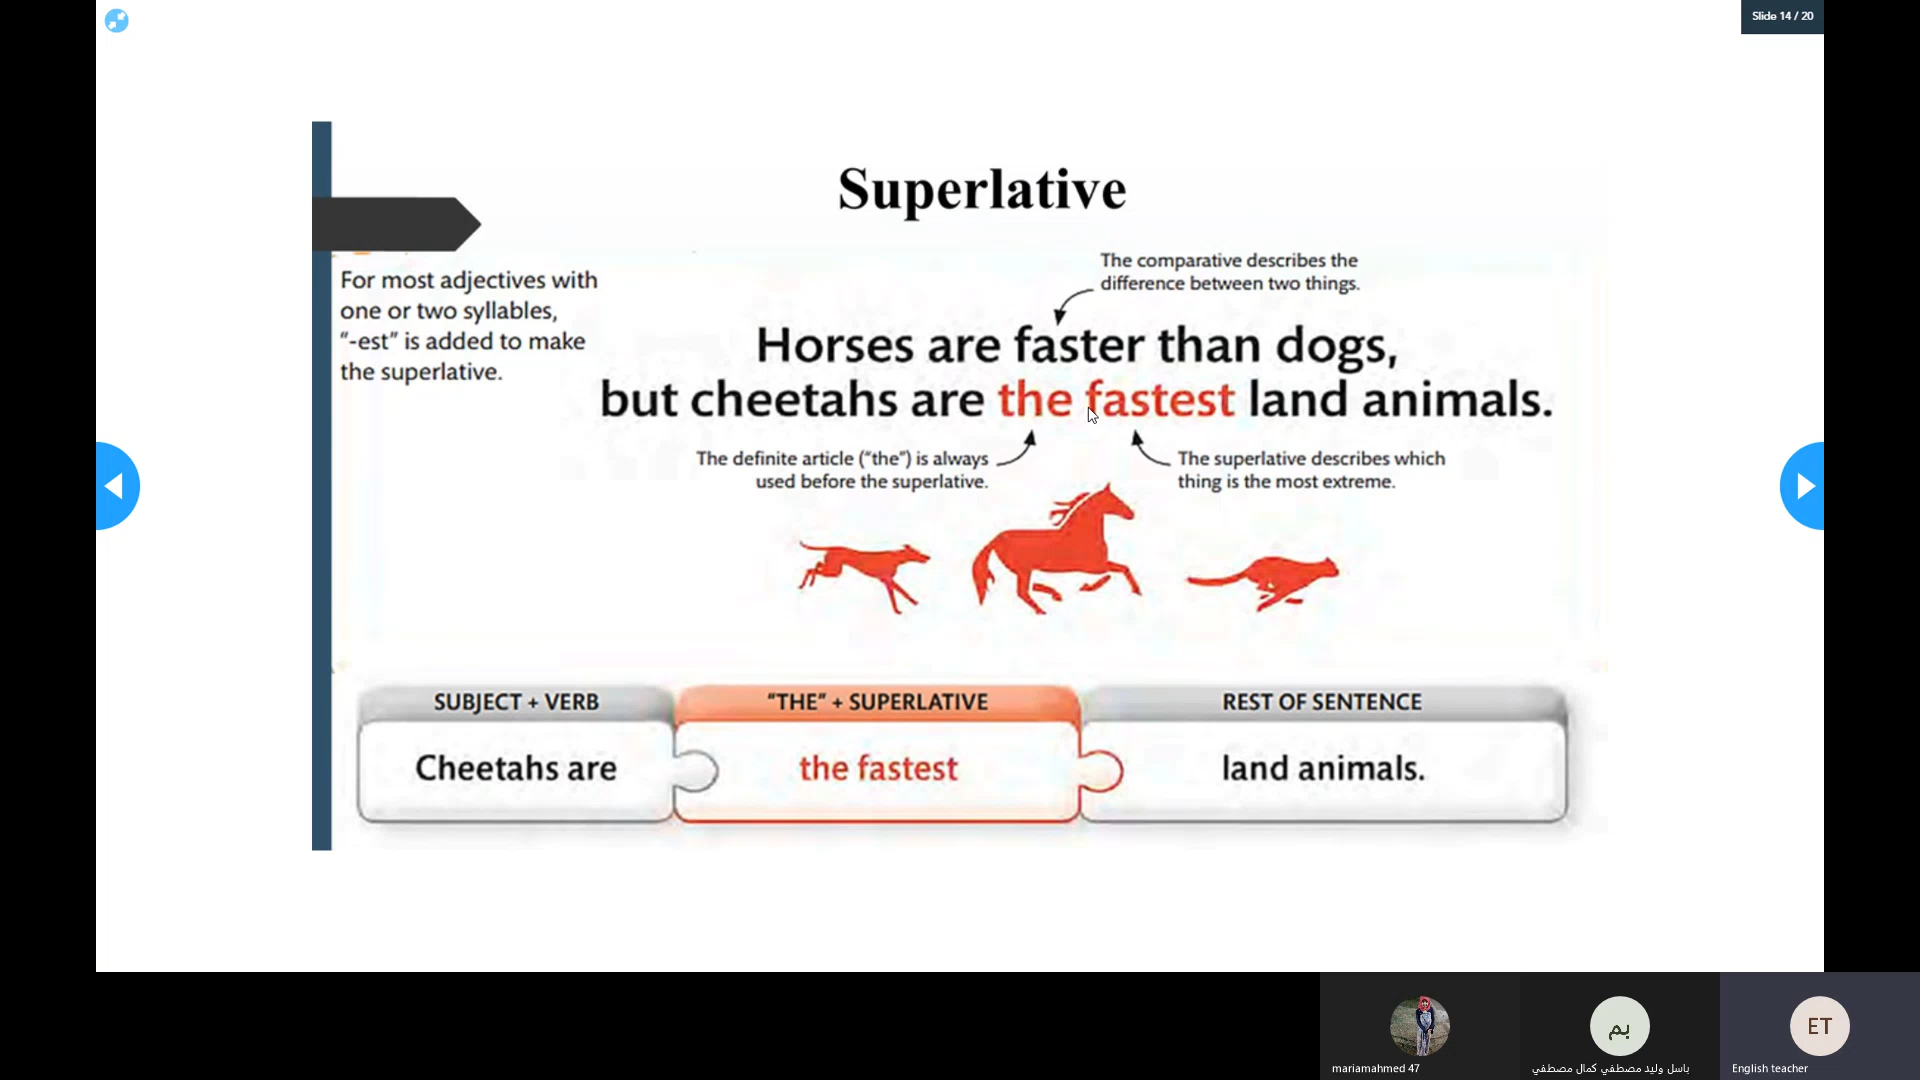 Slide 14 / 20
Superlative
For most adjectives with
one or two syllables,
“-est” is added to make
the superlative.
The comparative describes the
difference between two things.
Horses are faster than dogs,
but cheetahs are the fastest land animals.
The definite article (“the”) is always
used before the superlative.
The superlative describes which
thing is the most extreme.
SUBJECT + VERB
“THE” + SUPERLATIVE
REST OF SENTENCE
Cheetahs are
the fastest
land animals.
بم
ET
mariamahmed 47
باسل وليد مصطفي كمال مصطفي
English teacher